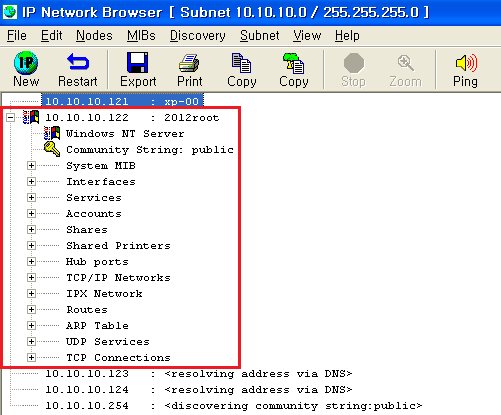 IP Network Browser [ Subnet 10.10.10.0 / 255.255.255.0 ]
File Edit Nodes MIBs Discovery Subnet View Help
New Restart Export Print Copy Copy Stop Zoom Ping
10.10.10.121 : xp-00
10.10.10.122 : 2012root
Windows NT Server
Community String: public
System MIB
Interfaces
Services
Accounts
Shares
Shared Printers
Hub ports
TCP/IP Networks
IPX Network
Routes
ARP Table
UDP Services
TCP Connections
10.10.10.123 : <resolving address via DNS>
10.10.10.124 : <resolving address via DNS>
10.10.10.254 : <discovering community string:public>